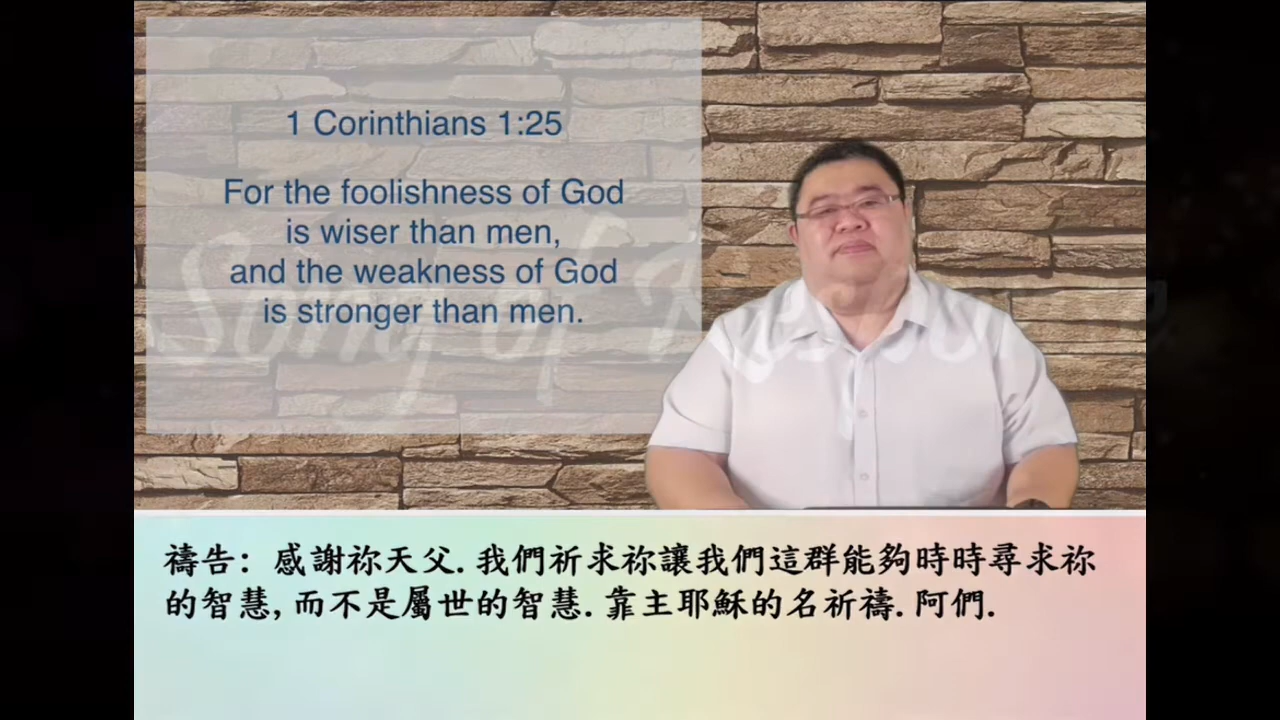 1 Corinthians 1:25
For the foolishness of God
is wiser than men,
and the weakness of God
is stronger than men.
Song of
禱告: 感謝祢天父. 我們祈求祢讓我們這群能夠時時尋求祢
的智慧, 而不是屬世的智慧. 靠主耶穌的名祈禱. 阿們.